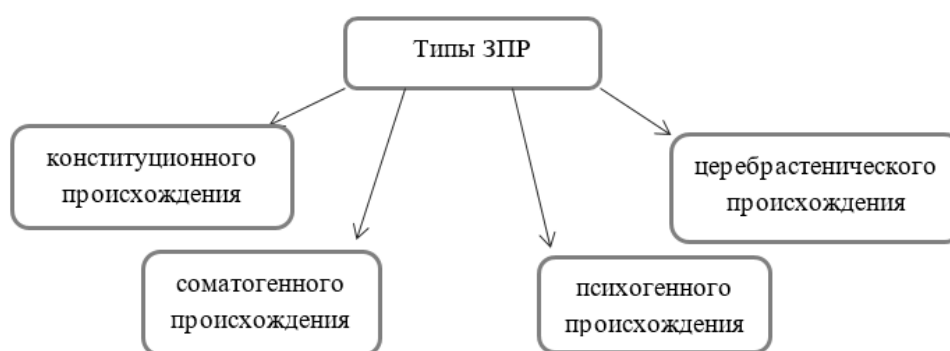 Типы ЗПР
конституционного
происхождения
церебрастенического
происхождения
соматогенного
происхождения
психогенного
происхождения